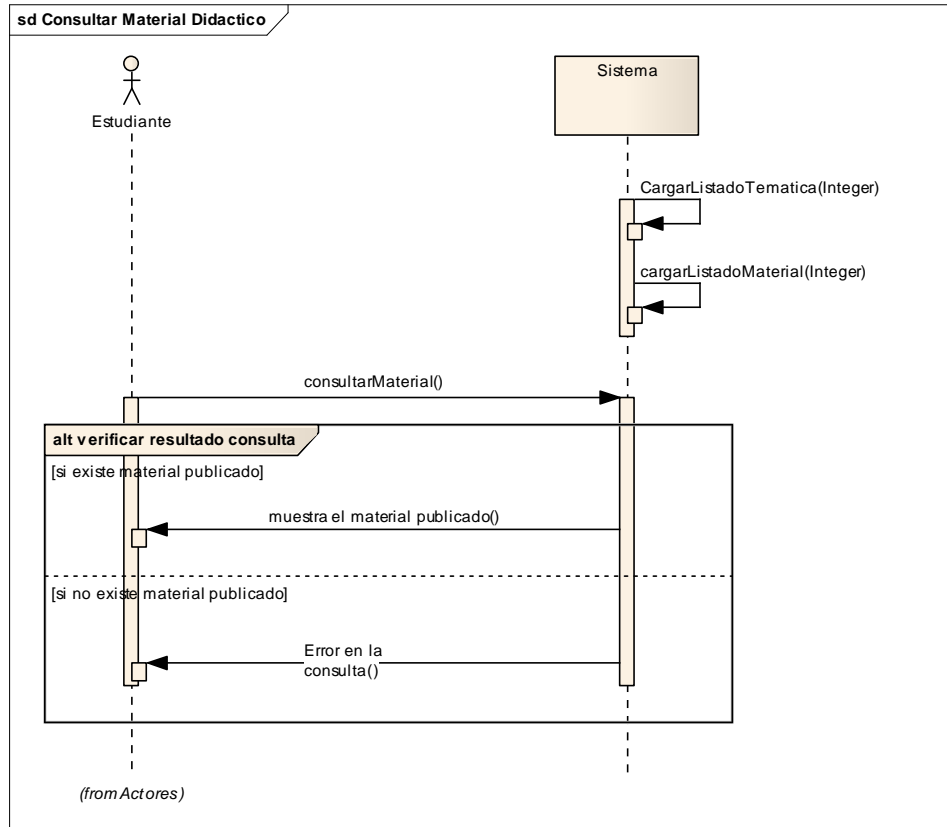 sd Consultar Material Didactico
Estudiante
Sistema
CargarListadoTematica(Integer)
cargarListadoMaterial(Integer)
consultarMaterial()
alt verificar resultado consulta
[si existe material publicado]
muestra el material publicado()
[si no existe material publicado]
Error en la
consulta()
(from Actores)